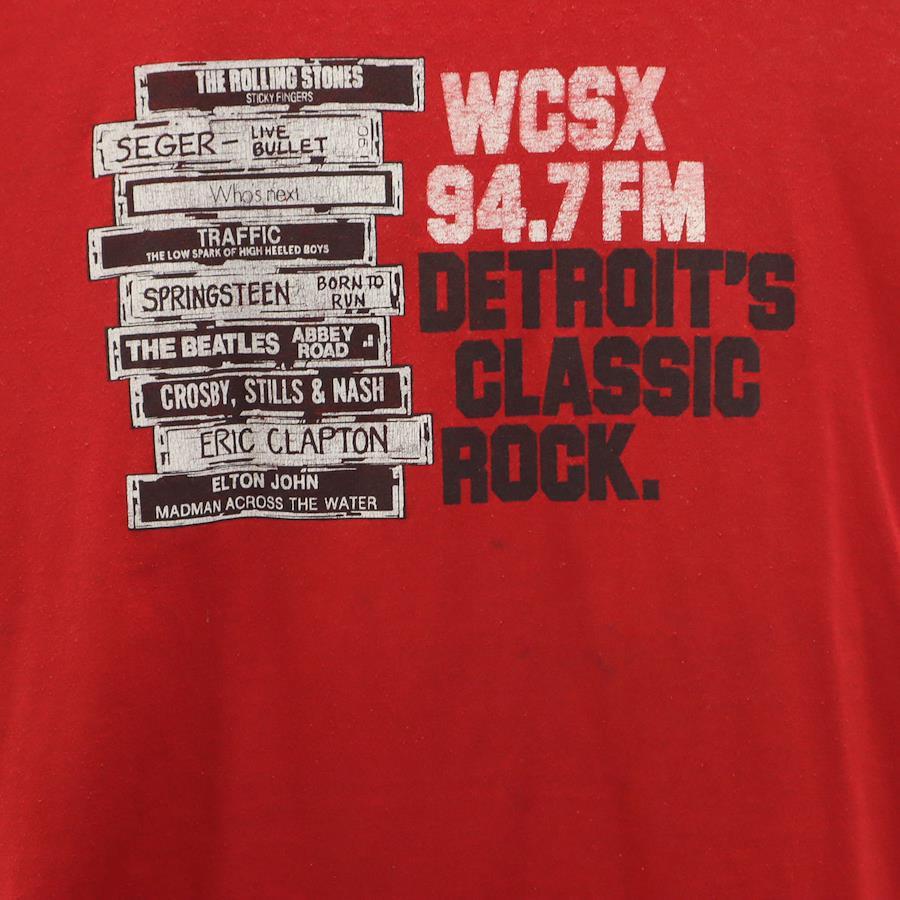 THE ROLLING STONES
STICKY FINGERS
SEGER – LIVE BULLET
Who's next
TRAFFIC
THE LOW SPARK OF HIGH HEELED BOYS
SPRINGSTEEN BORN TO RUN
THE BEATLES ABBEY ROAD
CROSBY, STILLS & NASH
ERIC CLAPTON
ELTON JOHN
MADMAN ACROSS THE WATER
WCSX
94.7 FM
DETROIT'S
CLASSIC
ROCK.